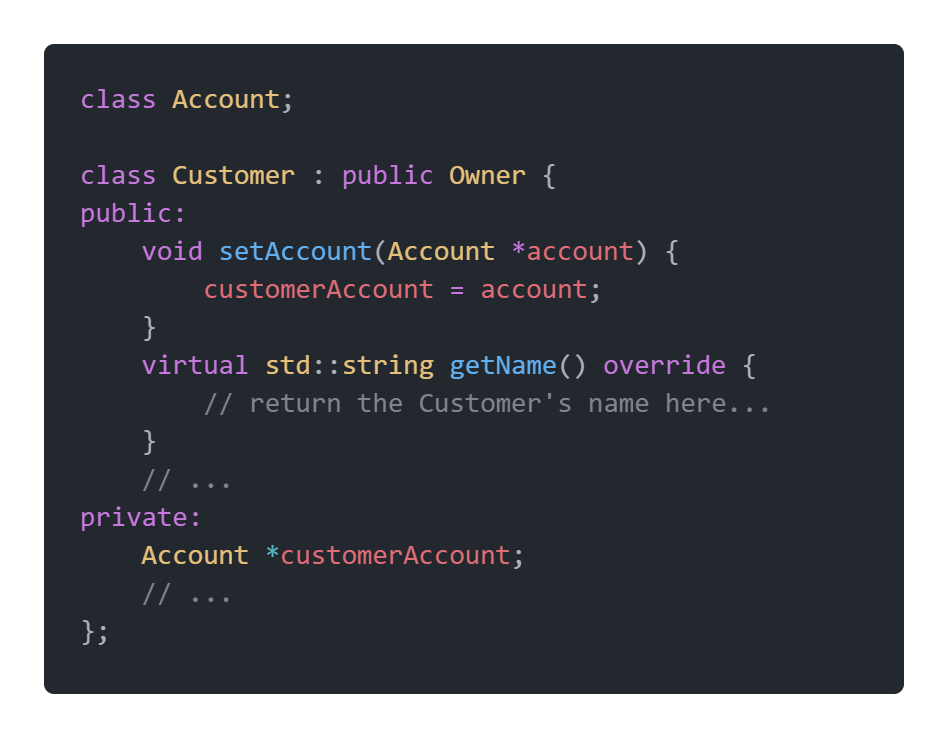 class Account;

class Customer : public Owner {
public:
    void setAccount(Account *account) {
        customerAccount = account;
    }
    virtual std::string getName() override {
        // return the Customer's name here...
    }
    // ...
private:
    Account *customerAccount;
    // ...
};